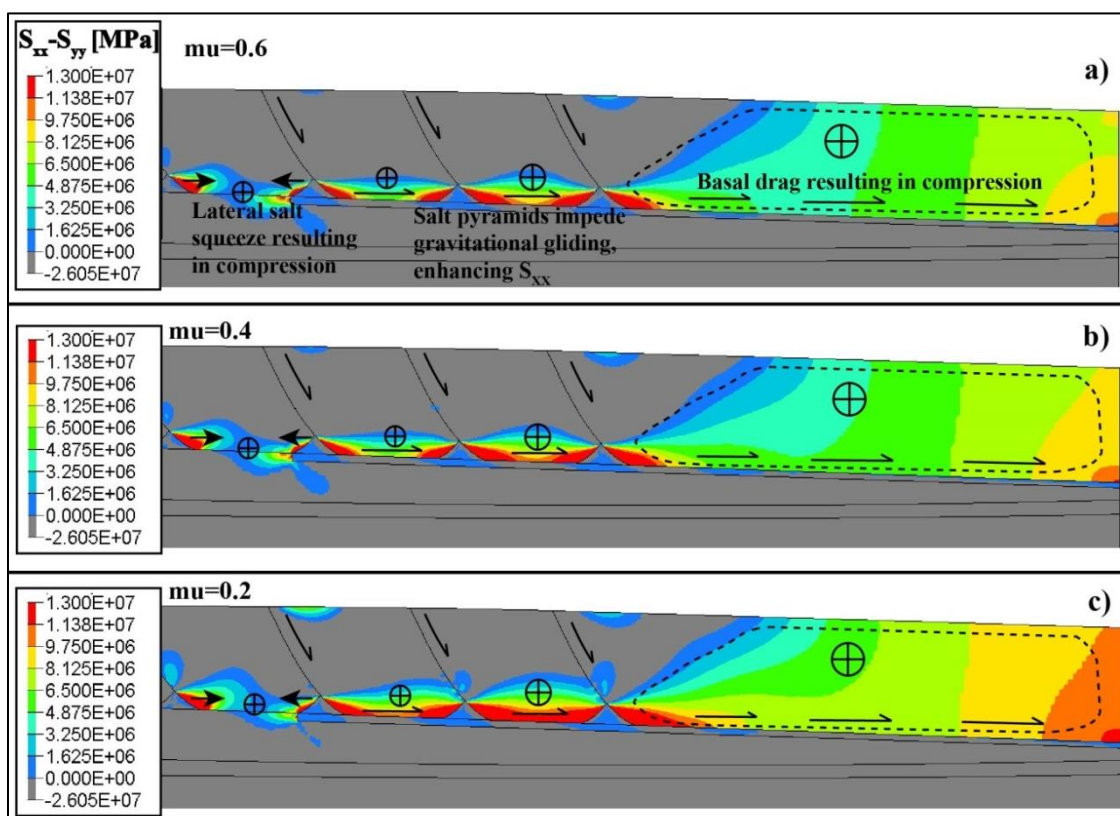 Sxx-Syy [MPa]
mu=0.6
a)
1.300E+07
1.138E+07
9.750E+06
8.125E+06
6.500E+06
4.875E+06
3.250E+06
1.625E+06
0.000E+00
-2.605E+07
Basal drag resulting in compression
Lateral salt
squeeze resulting
in compression
Salt pyramids impede
gravitational gliding,
enhancing SXX
mu=0.4
b)
1.300E+07
1.138E+07
9.750E+06
8.125E+06
6.500E+06
4.875E+06
3.250E+06
1.625E+06
0.000E+00
-2.605E+07
mu=0.2
c)
1.300E+07
1.138E+07
9.750E+06
8.125E+06
6.500E+06
4.875E+06
3.250E+06
1.625E+06
0.000E+00
-2.605E+07